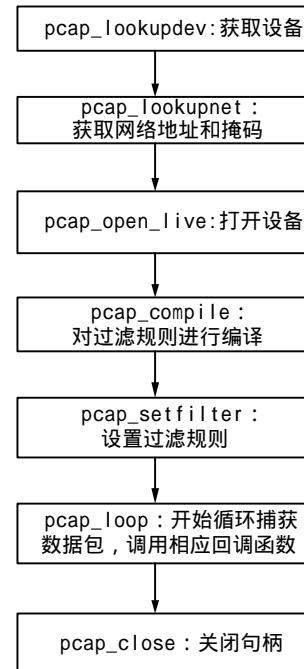 pcap_lookupdev:获取设备
pcap_lookupnet：
获取网络地址和掩码
pcap_open_live:打开设备
pcap_compile：
对过滤规则进行编译
pcap_setfilter：
设置过滤规则
pcap_loop：开始循环捕获
数据包，调用相应回调函数
pcap_close：关闭句柄